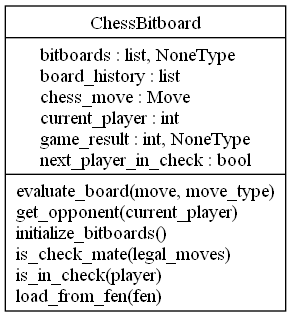 ChessBitboard
bitboards : list, NoneType
board_history : list
chess_move : Move
current_player : int
game_result : int, NoneType
next_player_in_check : bool
evaluate_board(move, move_type)
get_opponent(current_player)
initialize_bitboards()
is_check_mate(legal_moves)
is_in_check(player)
load_from_fen(fen)